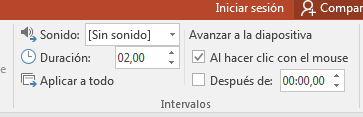 Iniciar sesión Compar
Sonido: [Sin sonido] Avanzar a la diapositiva
Duración: 02,00 Al hacer clic con el mouse
e Aplicar a todo Después de: 00:00,00
Intervalos